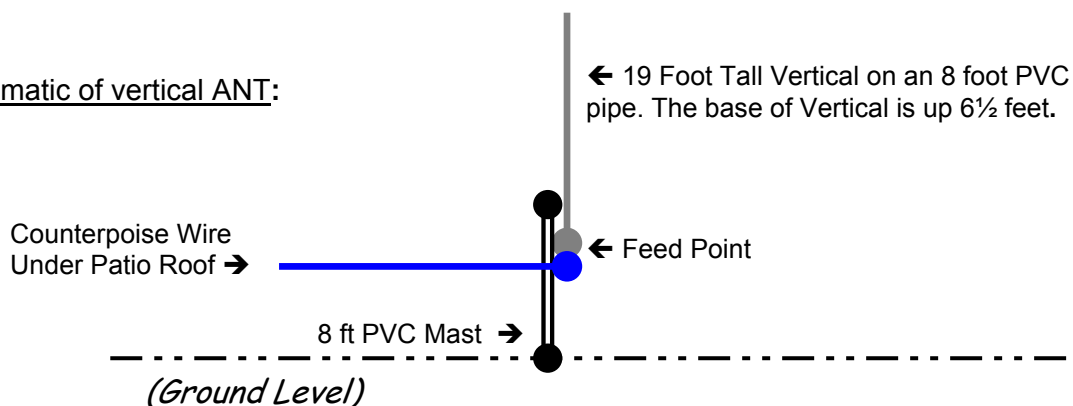 matic of vertical ANT:
🡸 19 Foot Tall Vertical on an 8 foot PVC
pipe. The base of Vertical is up 6½ feet.
Counterpoise Wire
Under Patio Roof 🡺
🡸 Feed Point
8 ft PVC Mast 🡺
(Ground Level)